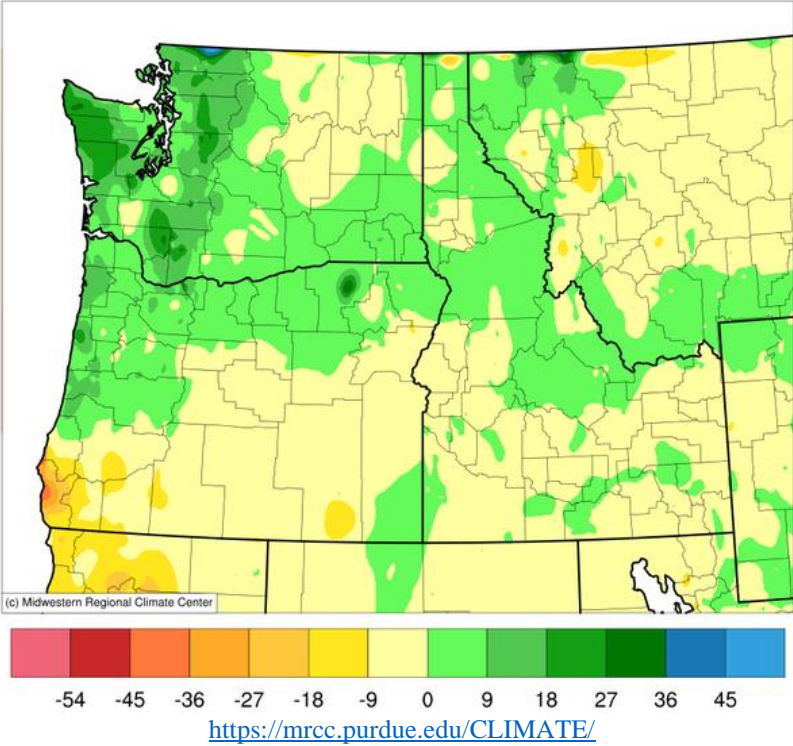 (c) Midwestern Regional Climate Center
-54 -45 -36 -27 -18 -9 0 9 18 27 36 45
https://mrcc.purdue.edu/CLIMATE/